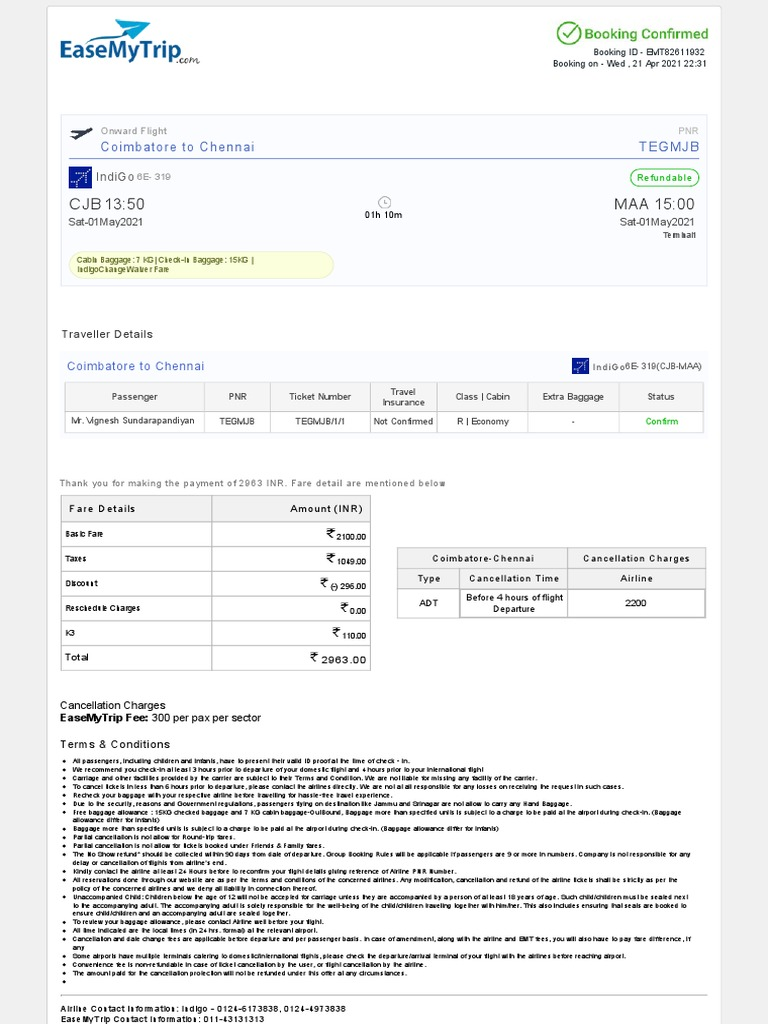 EaseMyTrip.com
Booking Confirmed
Booking ID - EMT82611932
Booking on - Wed , 21 Apr 2021 22:31
Onward Flight
PNR
Coimbatore to Chennai
TEGMJB
IndiGo 6E- 319
Refundable
CJB 13:50
MAA 15:00
Sat-01May2021
01h 10m
Sat-01May2021
Terminal1
Cabin Baggage: 7 KG | Check-In Baggage: 15KG |
IndigoChangeWaiver Fare
Traveller Details
Coimbatore to Chennai
IndiGo 6E- 319(CJB-MAA)
Passenger PNR Ticket Number Travel Insurance Class | Cabin Extra Baggage Status
Mr. Vignesh Sundarapandiyan TEGMJB TEGMJB/1/1 Not Confirmed R | Economy - Confirm
Thank you for making the payment of 2963 INR. Fare detail are mentioned below
Fare Details Amount (INR)
Basic Fare ₹ 2100.00
Taxes ₹ 1049.00
Discount ₹ (-) 296.00
Reschedule Charges ₹ 0.00
K3 ₹ 110.00
Total ₹ 2963.00
Coimbatore-Chennai Cancellation Charges
Type Cancellation Time Airline
ADT Before 4 hours of flight Departure 2200
Cancellation Charges
EaseMyTrip Fee: 300 per pax per sector
Terms & Conditions
• All passengers, including children and infants, have to present their valid ID proof at the time of check - in.
• We recommend you check-in at least 3 hours prior to departure of your domestic flight and 4 hours prior to your international flight
• Carriage and other facilities provided by the carrier are subject to their Terms and Condition. We are not liable for missing any facility of the carrier.
• To cancel tickets in less than 6 hours prior to departure, please contact the airlines directly. We are not at all responsible for any losses on receiving the request in such cases.
• Recheck your baggage with your respective airline before travelling for hassle-free travel experience.
• Due to the security, reasons and Government regulations, passengers flying on destination like Jammu and Srinagar are not allow to carry any Hand Baggage.
• Free baggage allowance : 15KG checked baggage and 7 KG cabin baggage-Outbound, Baggage more than specified units is subject to a charge to be paid at the airport during check-in. (Baggage
allowance differ for infants)
• Baggage more than specified units is subject to a charge to be paid at the airport during check-in. (Baggage allowance differ for infants)
• Partial cancellation is not allow for Round-trip fares.
• Partial cancellation is not allow for tickets booked under Friends & Family fares.
• The "No Show refund" should be collected within 90 days from date of departure. Group Booking Rules will be applicable if passengers are 9 or more in numbers. Company is not responsible for any
delay or cancellation of flights from airline's end.
• Kindly contact the airline at least 24 Hours before to reconfirm your flight details giving reference of Airline PNR Number.
• All reservations done through our website are as per the terms and conditions of the concerned airlines. Any modification, cancellation and refund of the airline tickets shall be strictly as per the
policy of the concerned airlines and we deny all liability in connection thereof.
• Unaccompanied Child: Children below the age of 12 will not be accepted for carriage unless they are accompanied by a person of at least 18 years of age. Such child/children must be seated next
to the accompanying adult. The accompanying adult is solely responsible for the well-being of the child/children traveling together with him/her. This also includes ensuring that seats are booked to
ensure child/children and an accompanying adult are seated together.
• To review your baggage allowance, please contact Airline well before your flight.
• All time indicated are the local times (in 24 hrs. format) at the relevant airport.
• Cancellation and date change fees are applicable before departure and per passenger basis. In case of amendment, along with the airline and EMT fees, you will also have to pay fare difference, if
any
• Some airports have multiple terminals catering to domestic/international flights, please check the departure/arrival terminal of your flight with the airlines before reaching airport.
• Convenience fee is non-refundable in case of ticket cancellation by the user, or flight cancellation by the airline.
• The amount paid for the cancellation protection will not be refunded under this offer at any circumstances.
•
Airline Contact Information: Indigo - 0124-6173838, 0124-4973838
EaseMyTrip Contact Information: 011-43131313